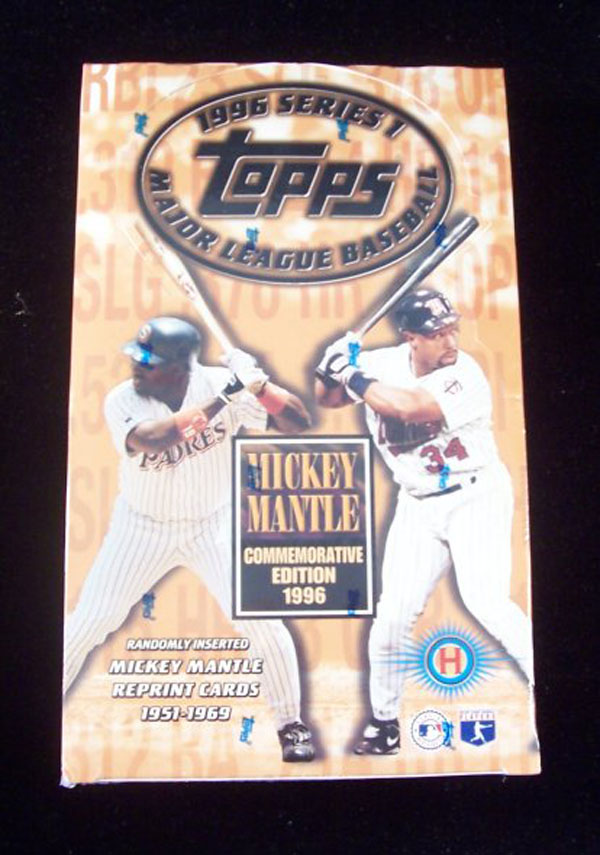 1996 SERIES 1
TOPPS
MAJOR LEAGUE BASEBALL
PADRES
34
MICKEY
MANTLE
COMMEMORATIVE
EDITION
1996
RANDOMLY INSERTED
MICKEY MANTLE
REPRINT CARDS
1951-1969
H